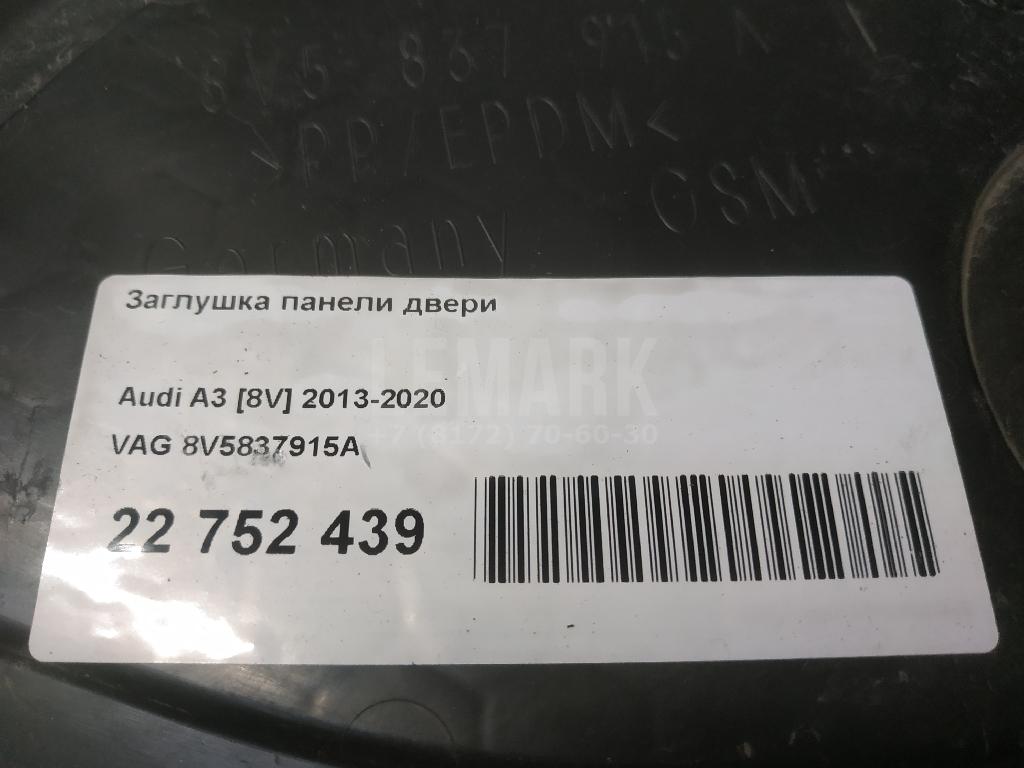 8V5 837 915 A
>PP/EPDM<
GSM
Germany
Заглушка панели двери
LEMARK
Audi A3 [8V] 2013-2020
+7 (8172) 70-60-30
VAG 8V5837915A
22 752 439